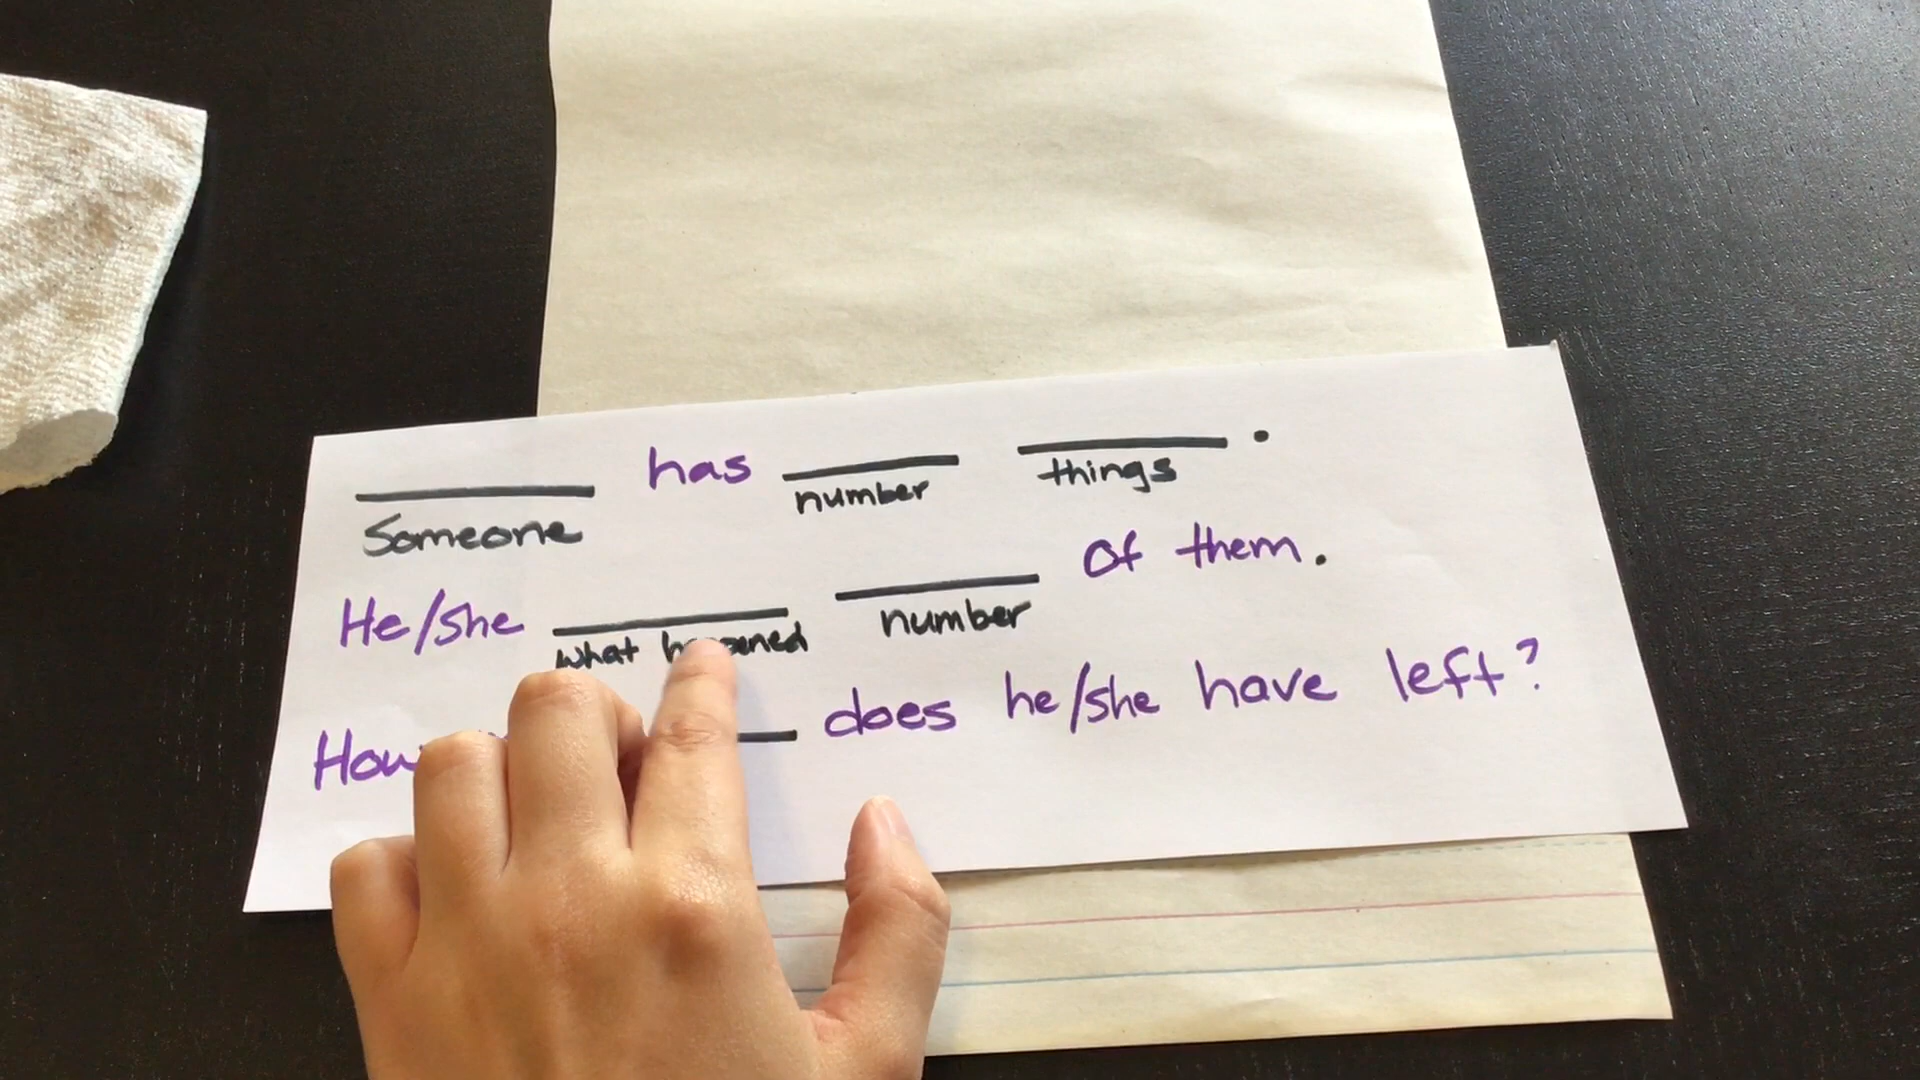 has
Someone number things .
He/she of them.
what number
How does he/she have left?